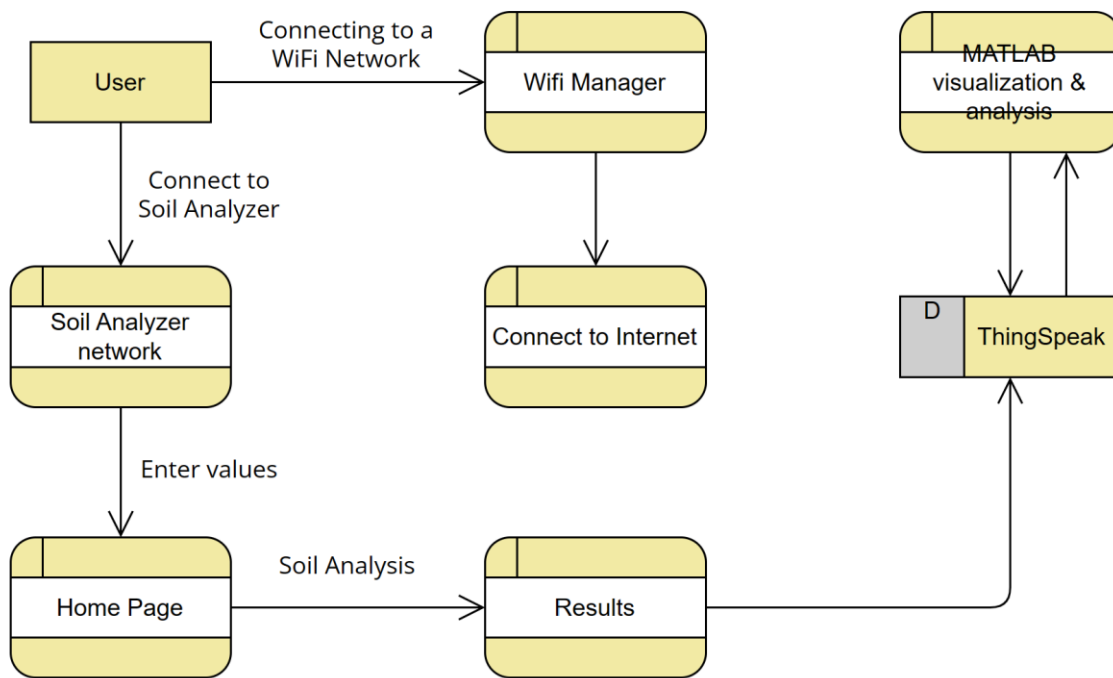 Connecting to a
WiFi Network
User
Wifi Manager
MATLAB
visualization &
analysis
Connect to
Soil Analyzer
Soil Analyzer
network
Connect to Internet
D
ThingSpeak
Enter values
Home Page
Soil Analysis
Results